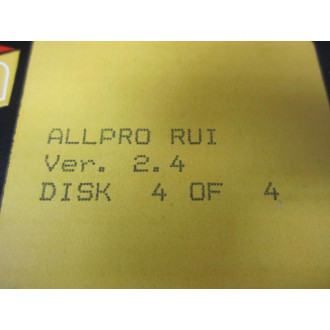 ALLPRO RUI
Ver. 2.4
DISK 4 OF 4